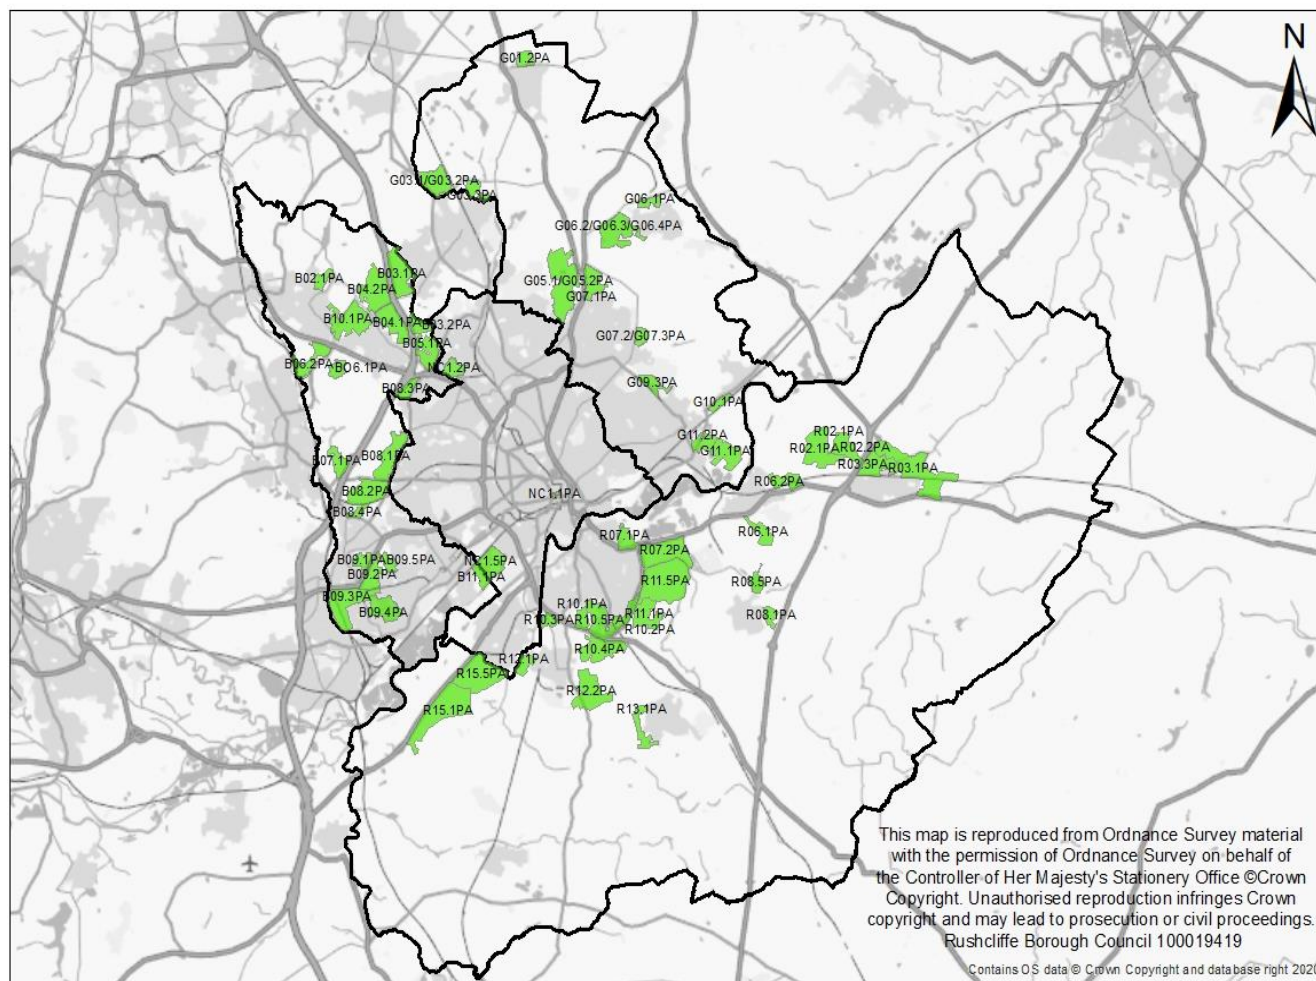 N
G01.2PA
G03.1/G03.2PA
G03.3PA
G06.1PA
G06.2/G06.3/G06.4PA
B02.1PA
B03.1PA
G05.1/G05.2PA
B04.2PA
G07.1PA
B10.1PA
B04.1PA
B03.2PA
G07.2/G07.3PA
B05.1PA
B06.2PA
BO6.1PA
NC1.2PA
G09.3PA
B08.3PA
G10.1PA
G11.2PA
R02.1PA
G11.1PA
R02.1PA
R02.2PA
B07.1PA
B08.1PA
R03.3PA
R03.1PA
R06.2PA
B08.2PA
NC1.1PA
B08.4PA
R07.1PA
R06.1PA
R07.2PA
B09.1PA
B09.5PA
NC1.5PA
B09.2PA
B11.1PA
R11.5PA
R08.5PA
B09.3PA
B09.4PA
R10.1PA
R11.1PA
R08.1PA
R10.3PA
R10.5PA
R10.2PA
R10.4PA
R12.1PA
R15.5PA
R12.2PA
R15.1PA
R13.1PA
This map is reproduced from Ordnance Survey material
with the permission of Ordnance Survey on behalf of
the Controller of Her Majesty's Stationery Office ©Crown
Copyright. Unauthorised reproduction infringes Crown
copyright and may lead to prosecution or civil proceedings.
Rushcliffe Borough Council 100019419
Contains OS data © Crown Copyright and database right 2020